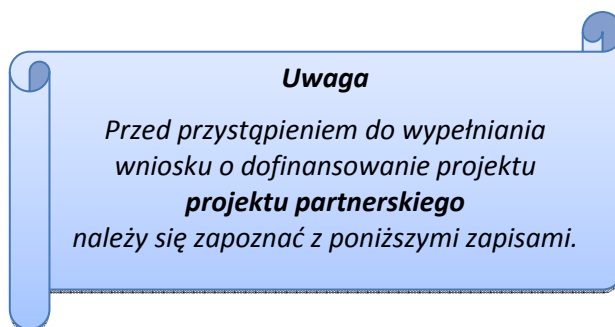 Uwaga
Przed przystąpieniem do wypełniania
wniosku o dofinansowanie projektu
projektu partnerskiego
należy się zapoznać z poniższymi zapisami.